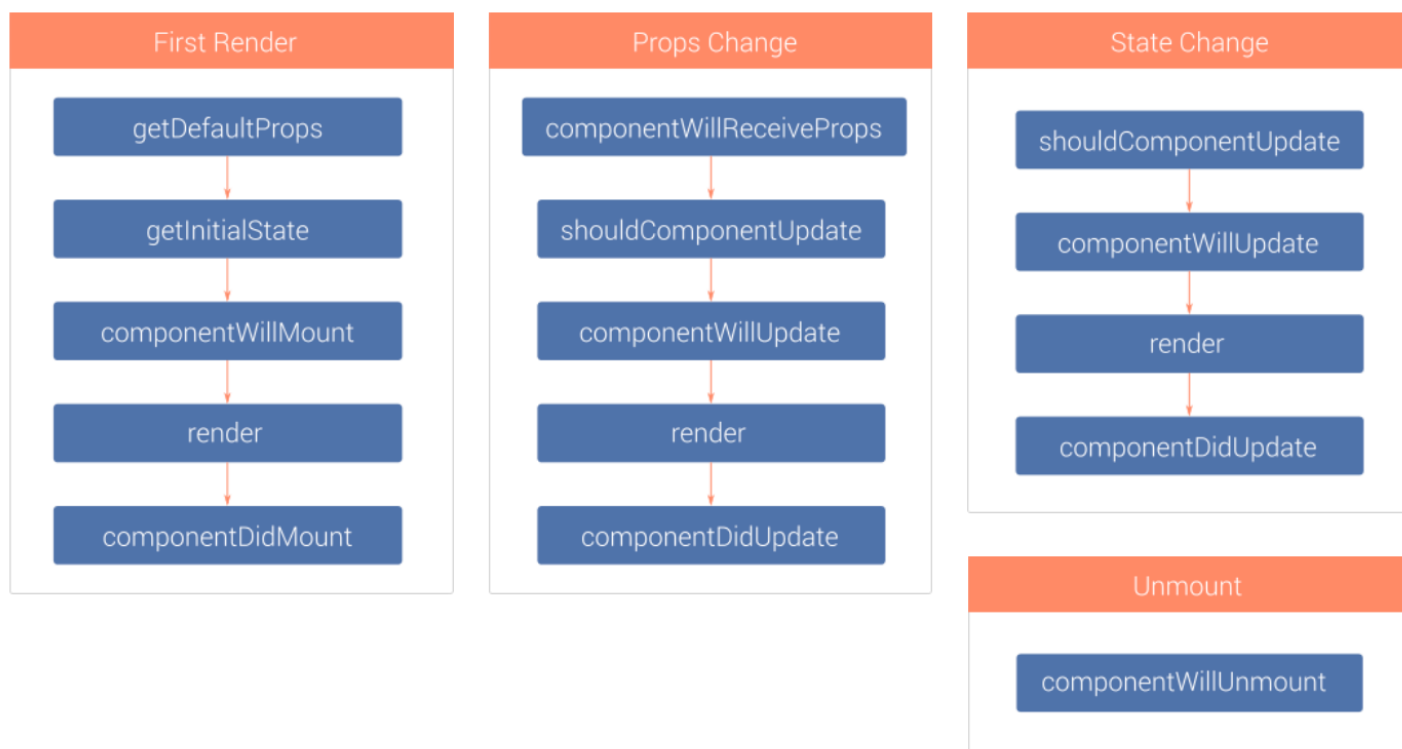 First Render
getDefaultProps
getInitialState
componentWillMount
render
componentDidMount
Props Change
componentWillReceiveProps
shouldComponentUpdate
componentWillUpdate
render
componentDidUpdate
State Change
shouldComponentUpdate
componentWillUpdate
render
componentDidUpdate
Unmount
componentWillUnmount